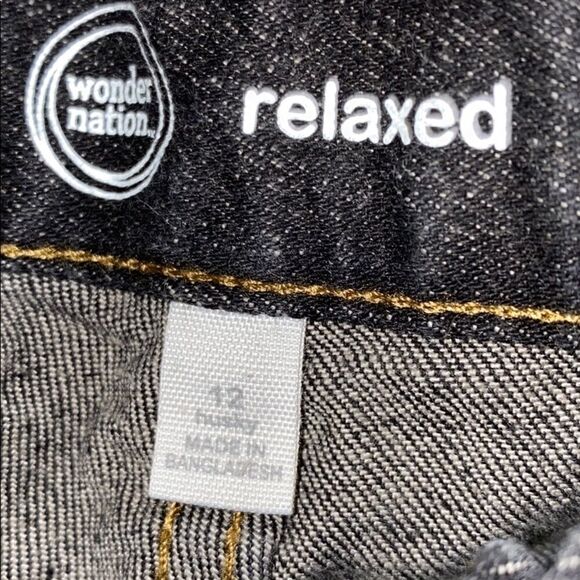 wonder
nation
relaxed
12
husky
MADE IN
BANGLADESH